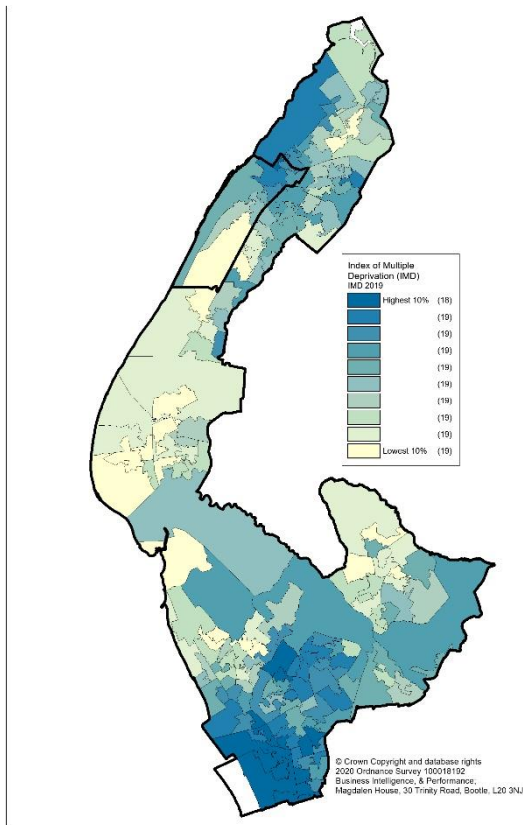 Index of Multiple
Deprivation (IMD)
IMD 2019
Highest 10% (18)
(19)
(19)
(19)
(19)
(19)
(19)
(19)
(19)
Lowest 10% (19)
© Crown Copyright and database rights
2020 Ordnance Survey 100018192
Business Intelligence, & Performance,
Magdalen House, 30 Trinity Road, Bootle, L20 3NJ